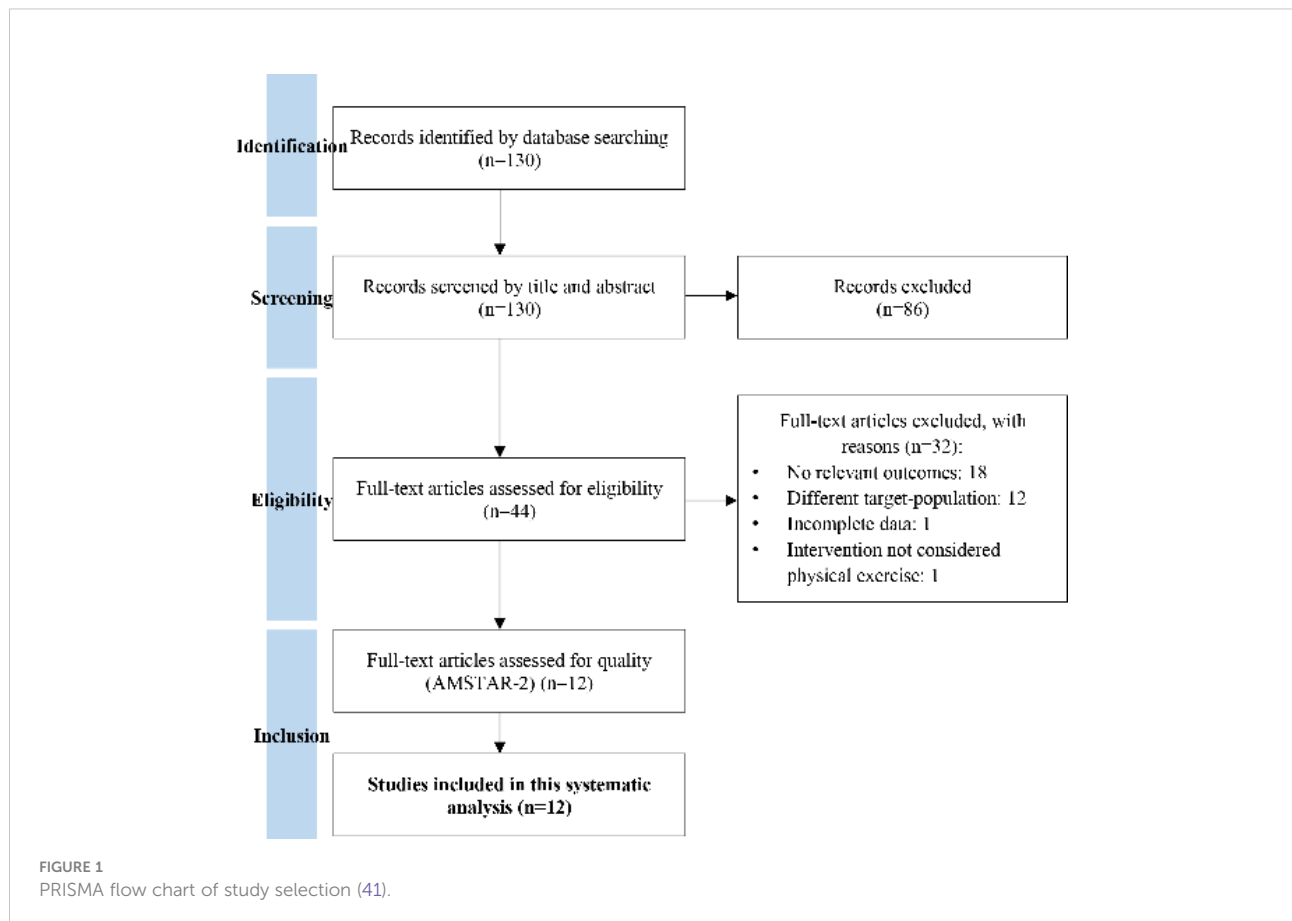 Identification
Records identified by database searching
(n–130)
Screening
Records screened by title and abstract
(n=130)
Records excluded
(n=86)
Eligibility
Full-text articles assessed for eligibility
(n–44)
Full-text articles excluded, with
reasons (n=32):
• No relevant outcomes: 18
• Different target-population: 12
• Incomplete data: 1
• Intervention not considered
physical exercise: 1
Inclusion
Full-text articles assessed for quality
(AMSTAR-2) (n–12)
Studies included in this systematic
analysis (n=12)
FIGURE 1
PRISMA flow chart of study selection (41).